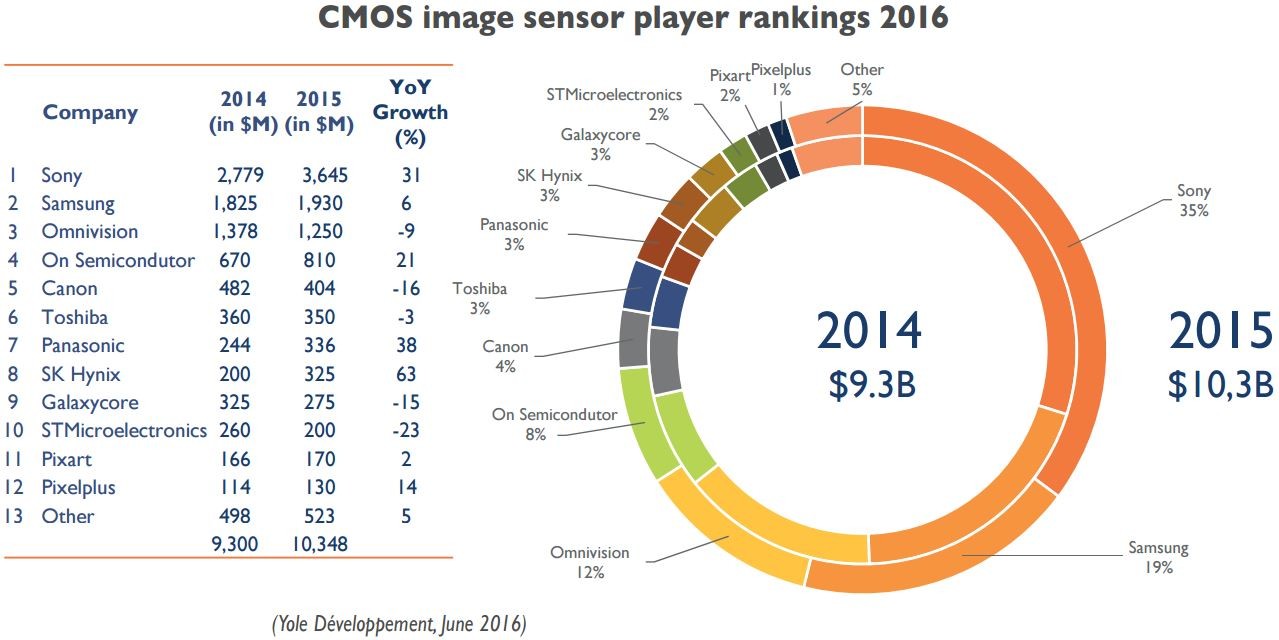 CMOS image sensor player rankings 2016
Company 2014 (in $M) 2015 (in $M) YoY Growth (%)
1 Sony 2,779 3,645 31
2 Samsung 1,825 1,930 6
3 Omnivision 1,378 1,250 -9
4 On Semicondutor 670 810 21
5 Canon 482 404 -16
6 Toshiba 360 350 -3
7 Panasonic 244 336 38
8 SK Hynix 200 325 63
9 Galaxycore 325 275 -15
10 STMicroelectronics 260 200 -23
11 Pixart 166 170 2
12 Pixelplus 114 130 14
13 Other 498 523 5
9,300 10,348
Sony
35%
Samsung
19%
Omnivision
12%
On Semicondutor
8%
Canon
4%
Toshiba
3%
Panasonic
3%
SK Hynix
3%
Galaxycore
3%
STMicroelectronics
2%
Pixart
2%
Pixelplus
1%
Other
5%
2014
$9.3B
2015
$10,3B
(Yole Développement, June 2016)